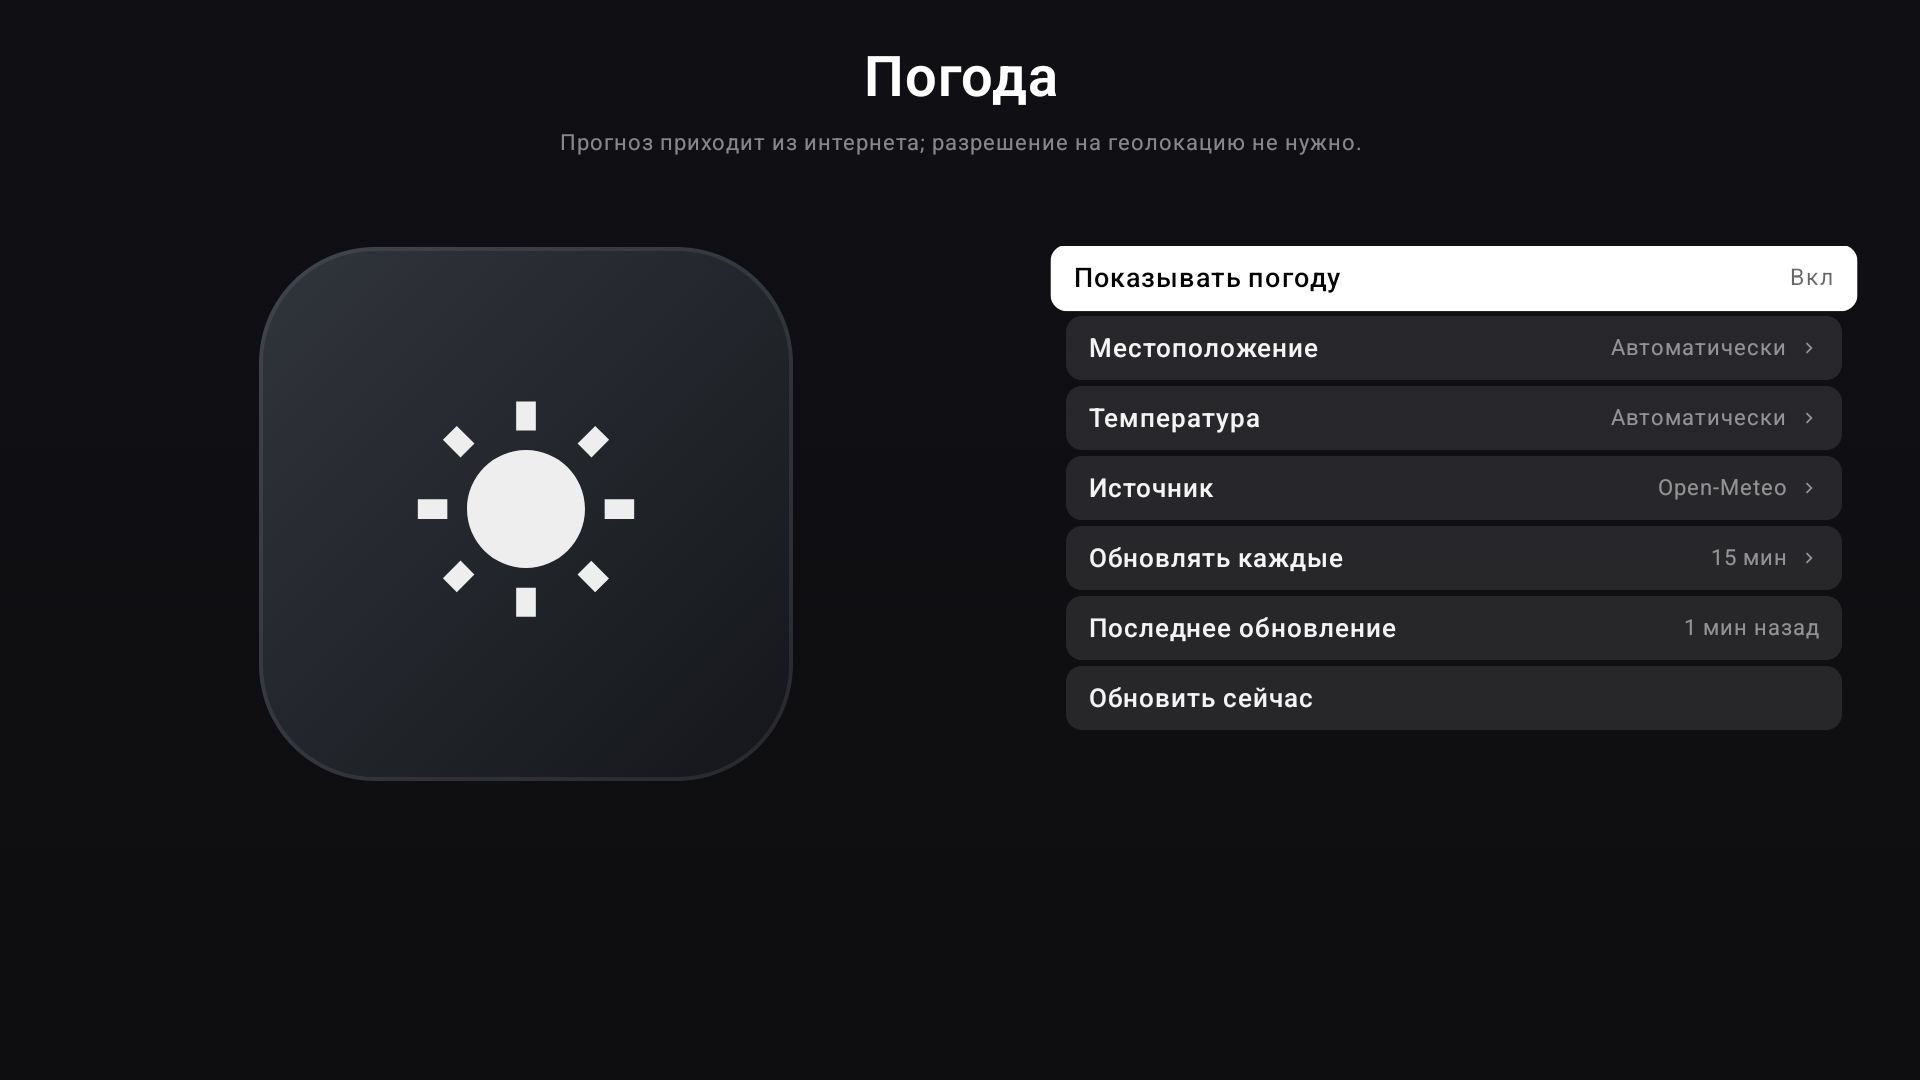 Погода
Прогноз приходит из интернета; разрешение на геолокацию не нужно.
Показывать погоду Вкл
Местоположение Автоматически
Температура Автоматически
Источник Open-Meteo
Обновлять каждые 15 мин
Последнее обновление 1 мин назад
Обновить сейчас